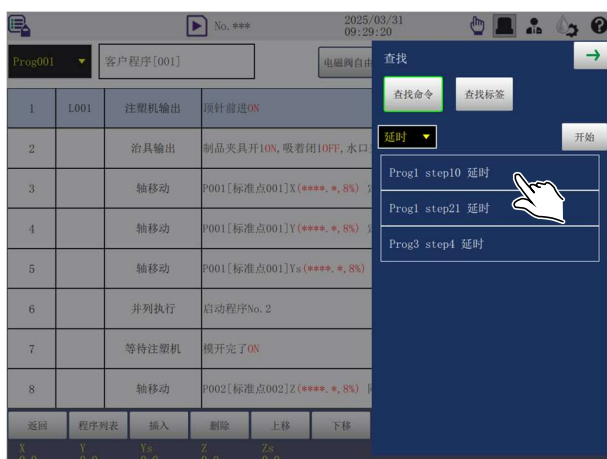 No. ***
2025/03/31
09:29:20
Prog001
客户程序[001]
电磁阀自由
1 L001 注塑机输出 顶针前进ON
2 治具输出 制品夹具开1ON,吸着闭1OFF,水口
3 轴移动 P001[标准点001]X(****.*,8%)
4 轴移动 P001[标准点001]Y(****.*,8%)
5 轴移动 P001[标准点001]Ys(****.*,8%)
6 并列执行 启动程序No.2
7 等待注塑机 模开完了ON
8 轴移动 P002[标准点002]Z(****.*,8%)
返回 程序列表 插入 删除 上移 下移
X Y Ys Z Zs
查找
查找命令 查找标签
延时 开始
Prog1 step10 延时
Prog1 step21 延时
Prog3 step4 延时